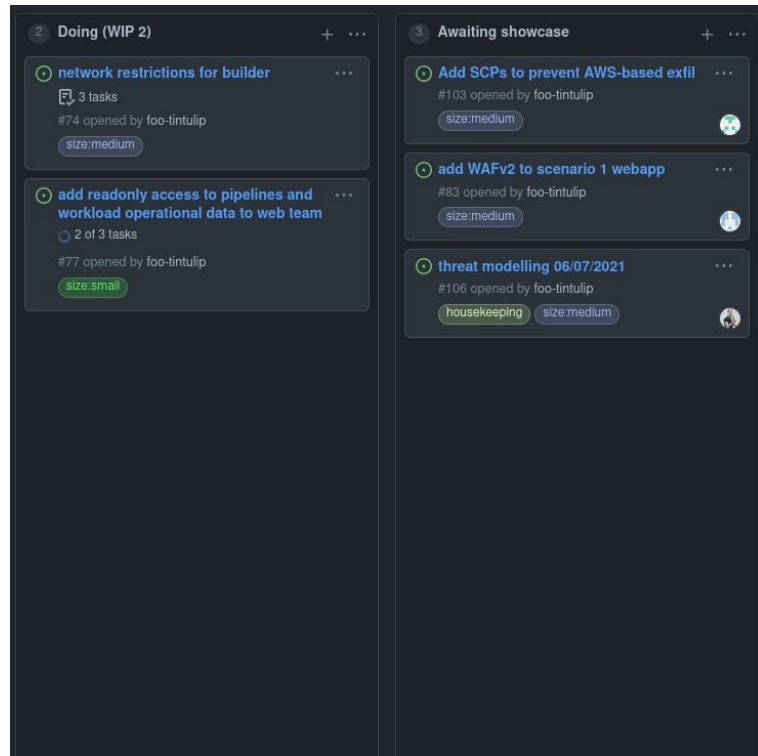 2 Doing (WIP 2)
network restrictions for builder
3 tasks
#74 opened by foo-tintulip
size:medium
add readonly access to pipelines and
workload operational data to web team
2 of 3 tasks
#77 opened by foo-tintulip
size:small
3 Awaiting showcase
Add SCPs to prevent AWS-based exfil
#103 opened by foo-tintulip
size:medium
add WAFv2 to scenario 1 webapp
#83 opened by foo-tintulip
size:medium
threat modelling 06/07/2021
#106 opened by foo-tintulip
housekeeping size:medium